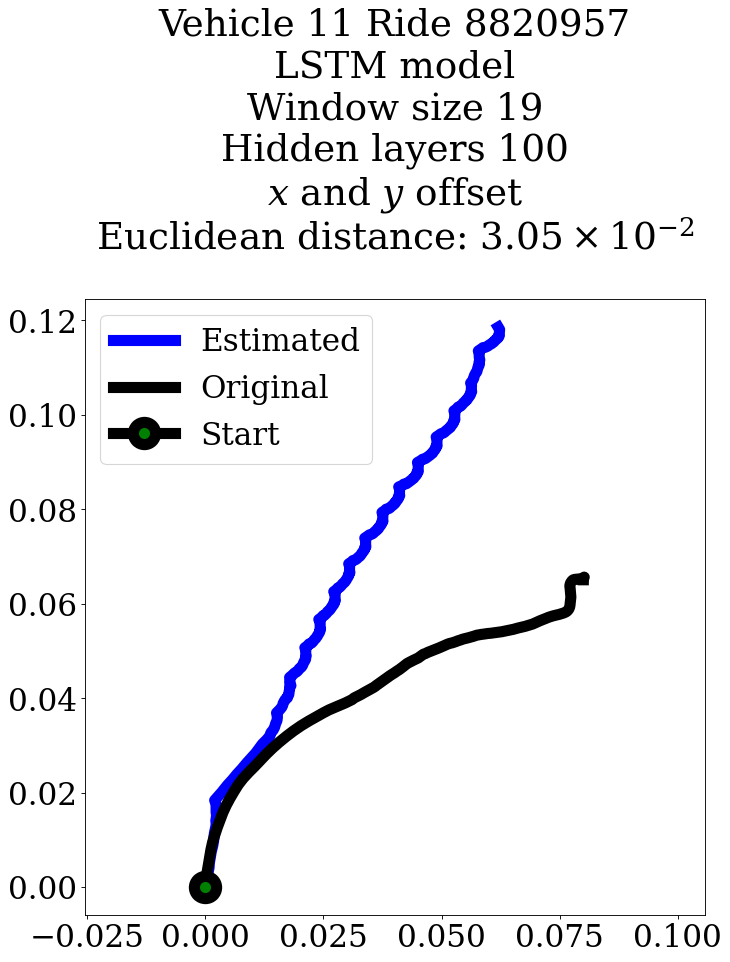 Vehicle 11 Ride 8820957
LSTM model
Window size 19
Hidden layers 100
x and y offset
Euclidean distance: 3.05 × 10⁻²
Estimated
Original
Start
0.12
0.10
0.08
0.06
0.04
0.02
0.00
−0.025 0.000 0.025 0.050 0.075 0.100